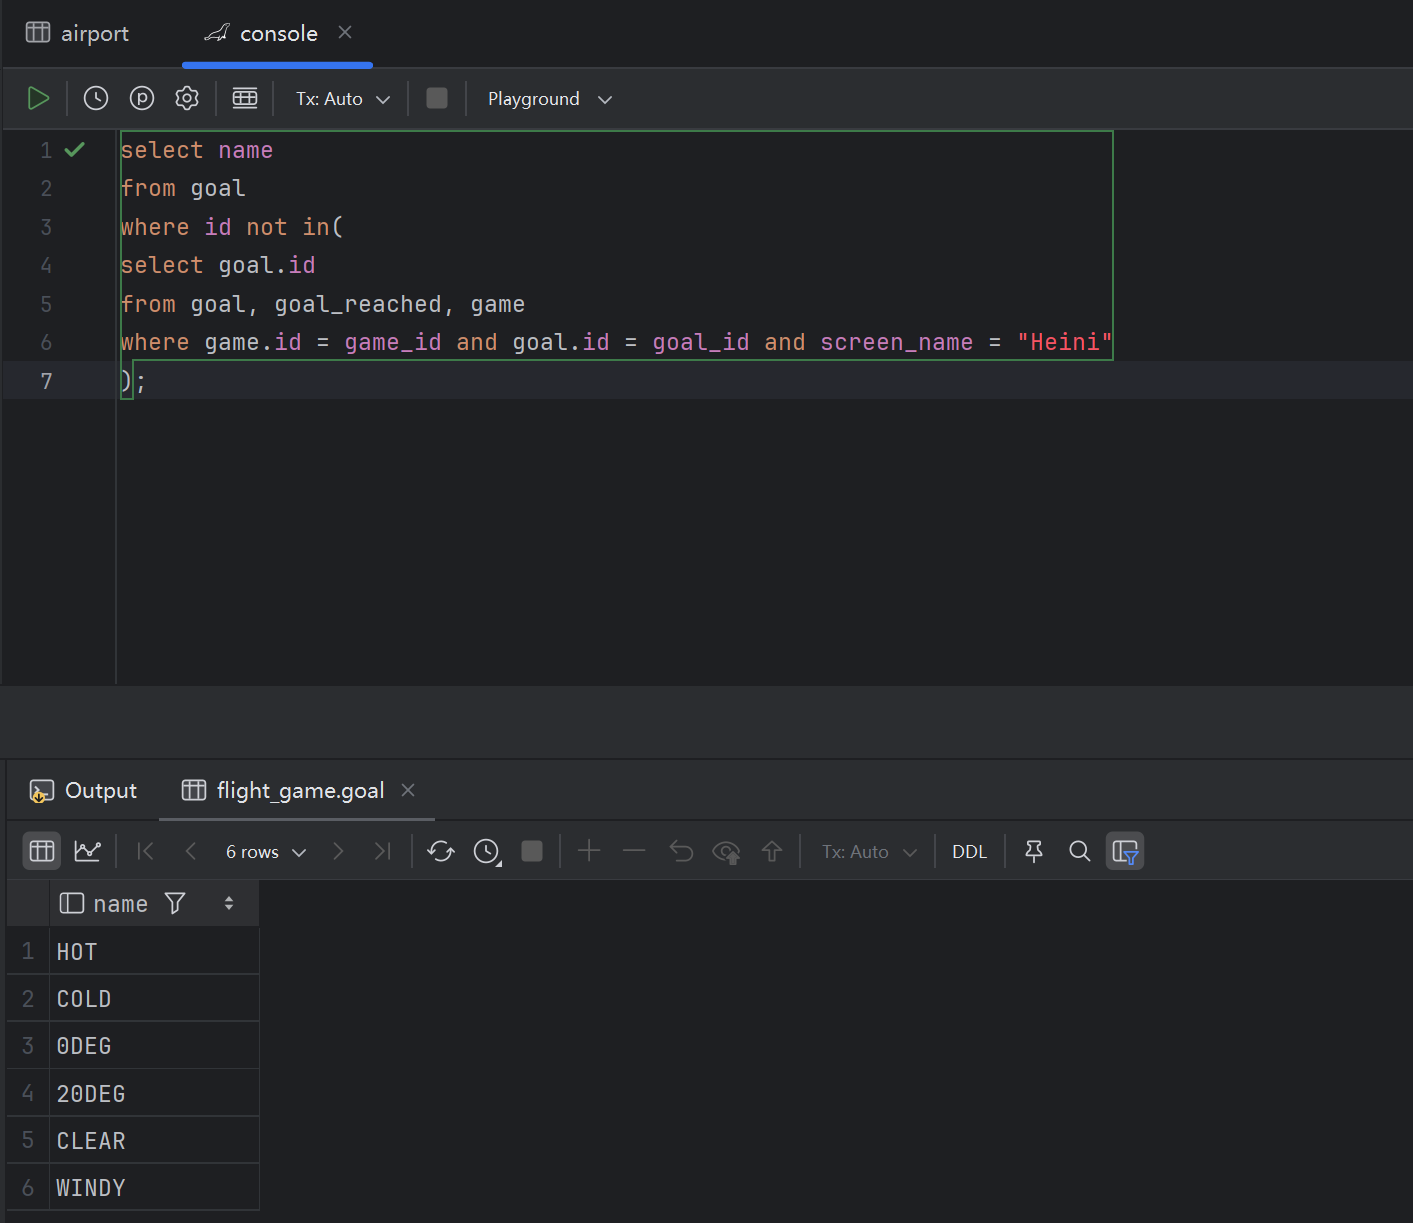 airport console
Tx: Auto Playground
1 select name
2 from goal
3 where id not in(
4 select goal.id
5 from goal, goal_reached, game
6 where game.id = game_id and goal.id = goal_id and screen_name = "Heini"
7 );
Output flight_game.goal
6 rows Tx: Auto DDL
name
1 HOT
2 COLD
3 0DEG
4 20DEG
5 CLEAR
6 WINDY